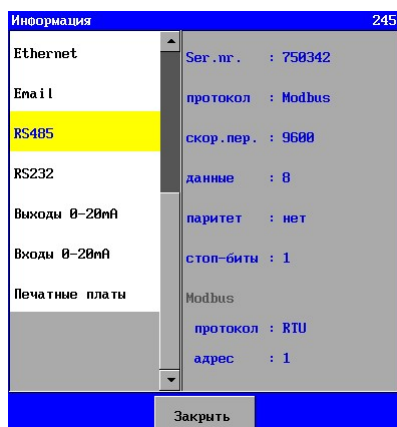 Информация 245
Ethernet
Email
RS485
RS232
Выходы 0-20mA
Входы 0-20mA
Печатные платы
Ser.nr. : 750342
протокол : Modbus
скор.пер. : 9600
данные : 8
паритет : нет
стоп-биты : 1
Modbus
протокол : RTU
адрес : 1
Закрыть